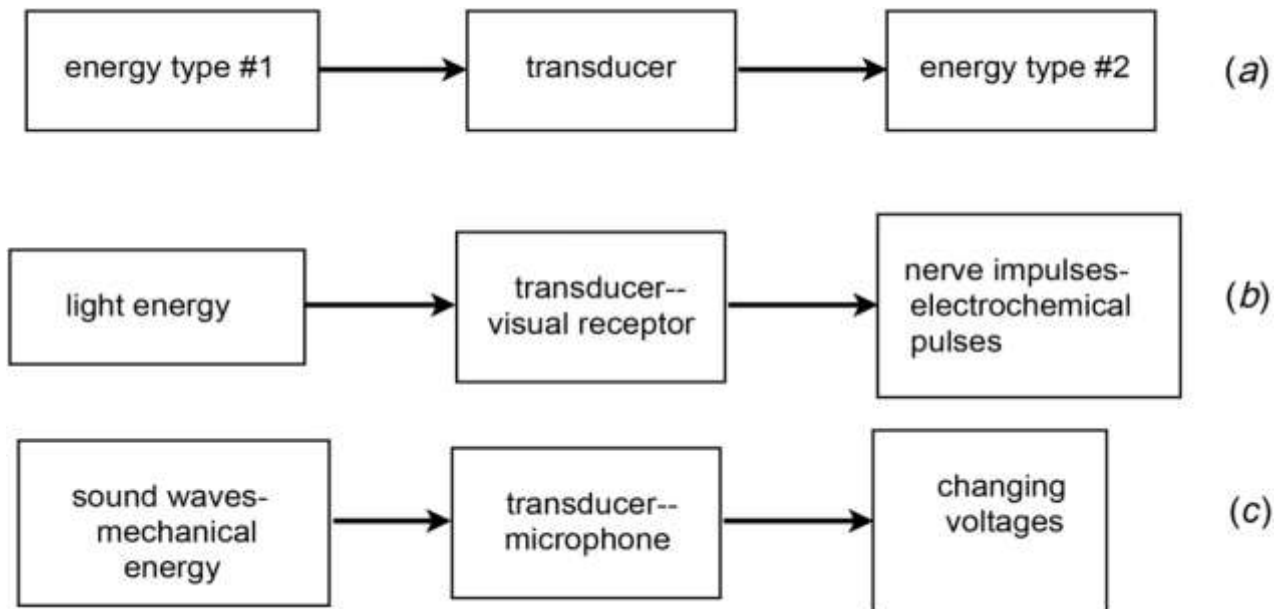 energy type #1
transducer
energy type #2
(a)
light energy
transducer--
visual receptor
nerve impulses-
electrochemical
pulses
(b)
sound waves-
mechanical
energy
transducer--
microphone
changing
voltages
(c)